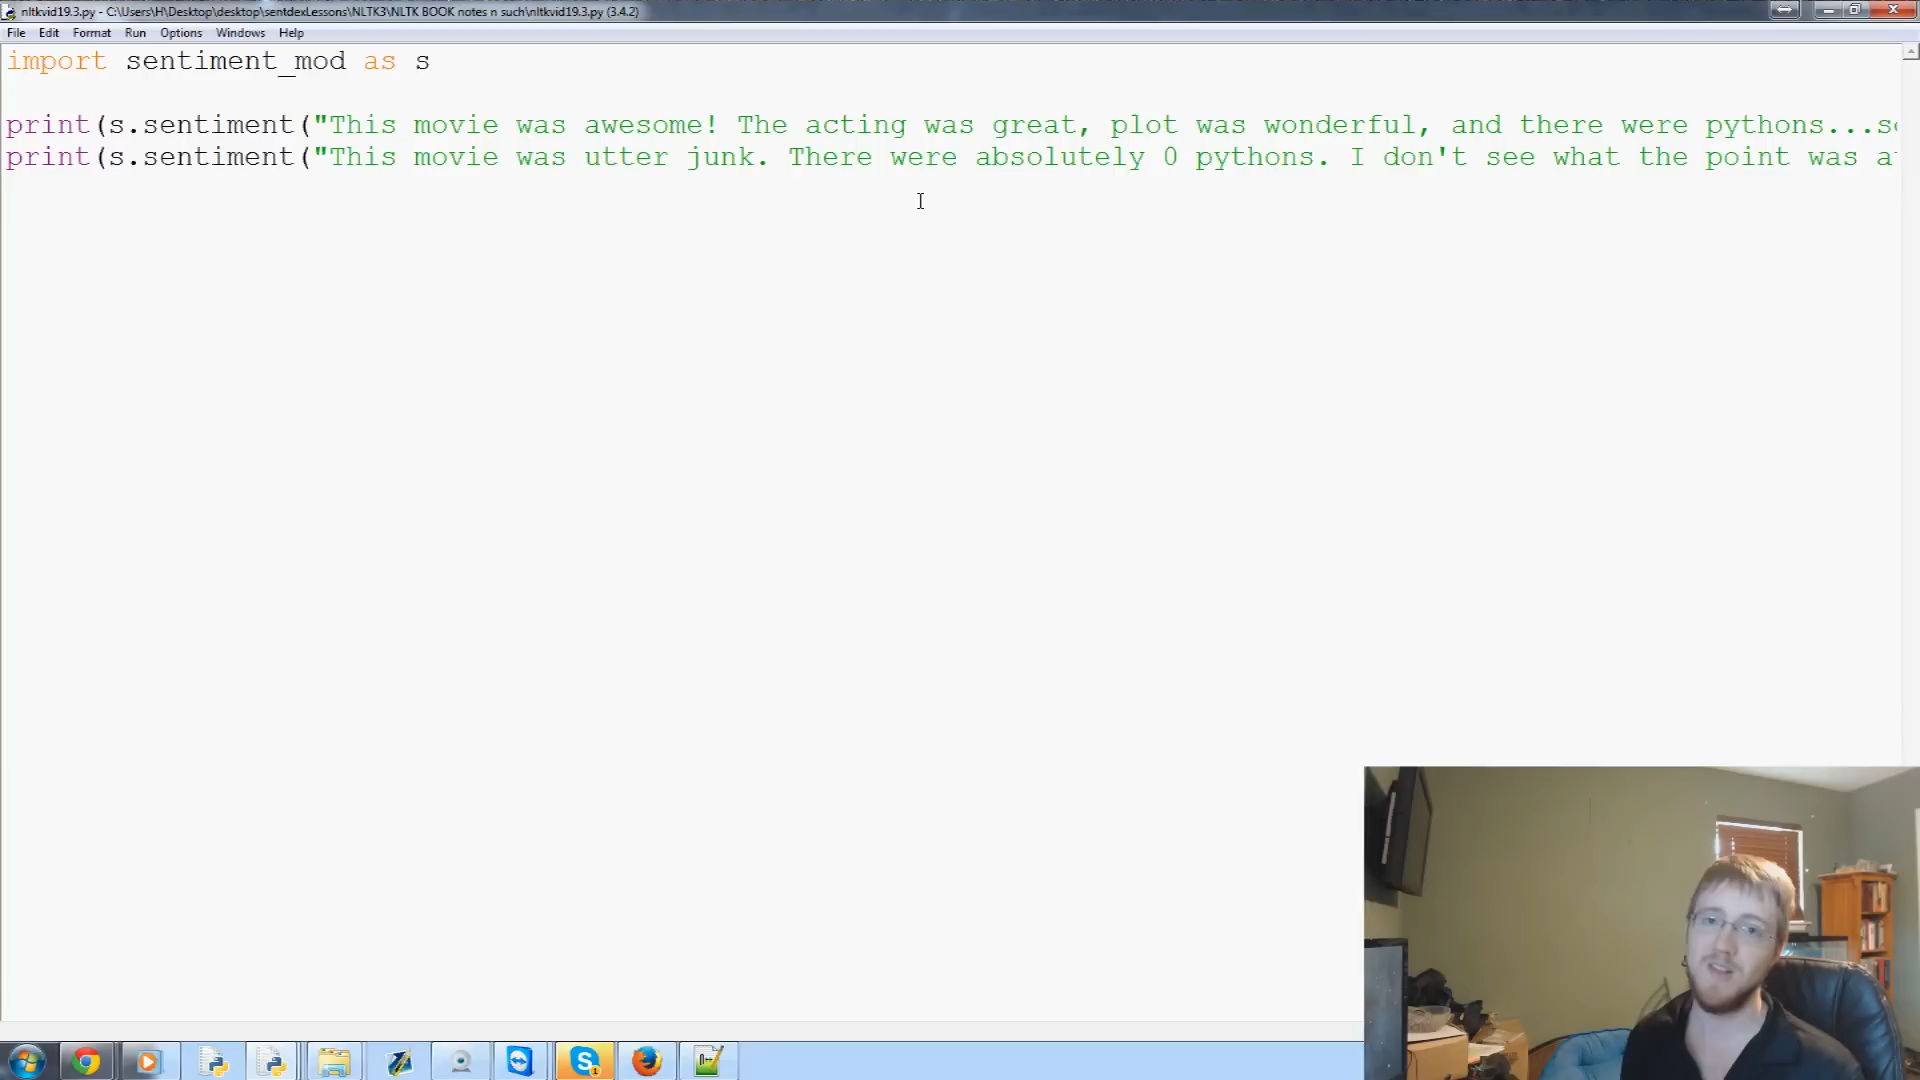 nltkvid19.3.py - C:\Users\H\Desktop\desktop\sentdexLessons\NLTK3\NLTK BOOK notes n such\nltkvid19.3.py (3.4.2)
File Edit Format Run Options Windows Help
import sentiment_mod as s
print(s.sentiment("This movie was awesome! The acting was great, plot was wonderful, and there were pythons...so
print(s.sentiment("This movie was utter junk. There were absolutely 0 pythons. I don't see what the point was a